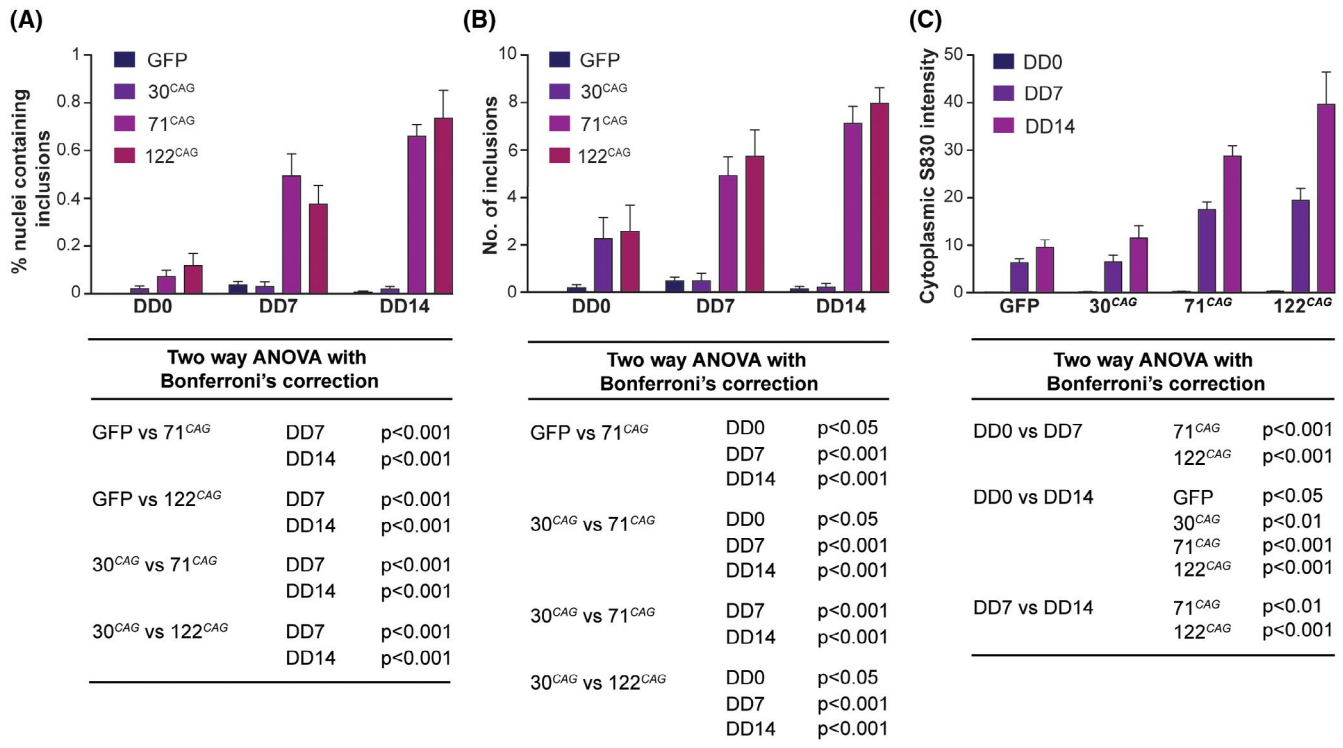 (A)
% nuclei containing
inclusions
1
0.8
0.6
0.4
0.2
0
GFP
30CAG
71CAG
122CAG
DD0 DD7 DD14
Two way ANOVA with
Bonferroni's correction
GFP vs 71CAG DD7 p<0.001
DD14 p<0.001
GFP vs 122CAG DD7 p<0.001
DD14 p<0.001
30CAG vs 71CAG DD7 p<0.001
DD14 p<0.001
30CAG vs 122CAG DD7 p<0.001
DD14 p<0.001
(B)
No. of inclusions
10
8
6
4
2
0
GFP
30CAG
71CAG
122CAG
DD0 DD7 DD14
Two way ANOVA with
Bonferroni's correction
GFP vs 71CAG DD0 p<0.05
DD7 p<0.001
DD14 p<0.001
30CAG vs 71CAG DD0 p<0.05
DD7 p<0.001
DD14 p<0.001
30CAG vs 71CAG DD7 p<0.001
DD14 p<0.001
30CAG vs 122CAG DD0 p<0.05
DD7 p<0.001
DD14 p<0.001
(C)
Cytoplasmic S830 intensity
50
40
30
20
10
0
DD0
DD7
DD14
GFP 30CAG 71CAG 122CAG
Two way ANOVA with
Bonferroni's correction
DD0 vs DD7 71CAG p<0.001
122CAG p<0.001
DD0 vs DD14 GFP p<0.05
30CAG p<0.01
71CAG p<0.001
122CAG p<0.001
DD7 vs DD14 71CAG p<0.01
122CAG p<0.001